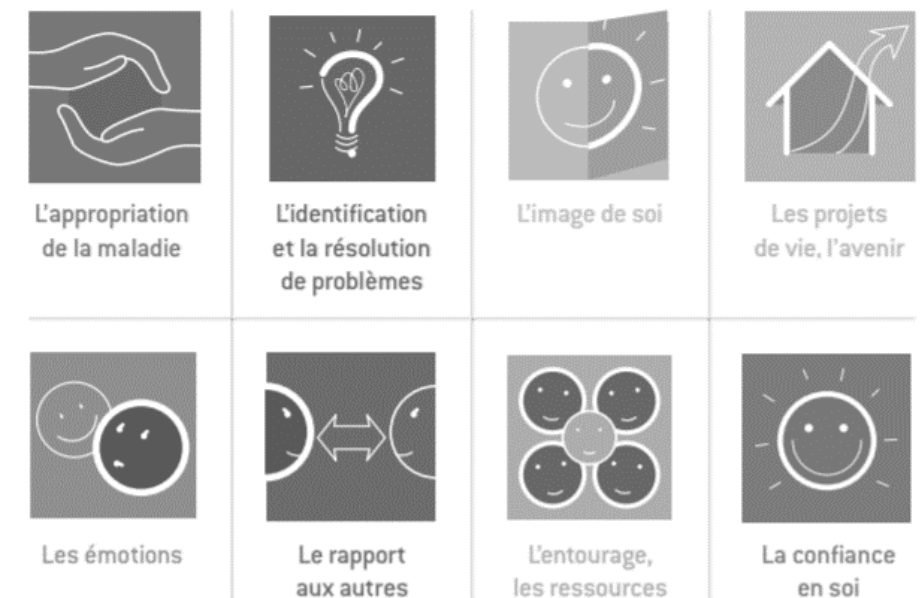 L'appropriation
de la maladie
L'identification
et la résolution
de problèmes
L'image de soi
Les projets
de vie, l'avenir
Les émotions
Le rapport
aux autres
L'entourage,
les ressources
La confiance
en soi